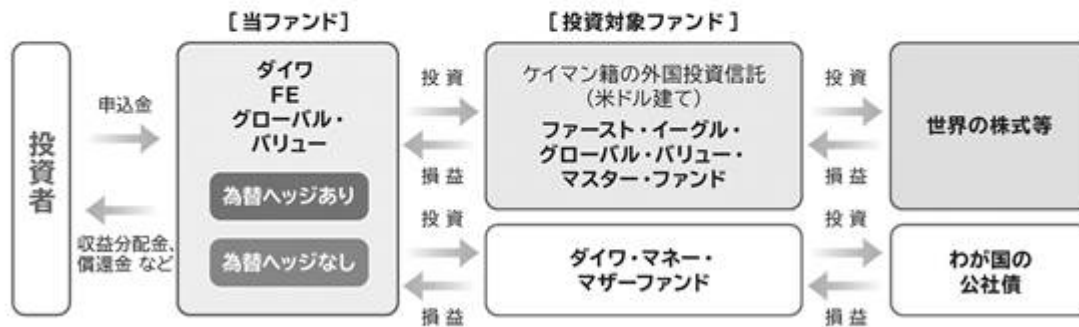 [当ファンド]
[投資対象ファンド]
投資者
申込金
収益分配金、
償還金 など
ダイワ
FE
グローバル・
バリュー
為替ヘッジあり
為替ヘッジなし
投資
損益
投資
損益
ケイマン籍の外国投資信託
(米ドル建て)
ファースト・イーグル・
グローバル・バリュー・
マスター・ファンド
ダイワ・マネー・
マザーファンド
投資
損益
投資
損益
世界の株式等
わが国の
公社債